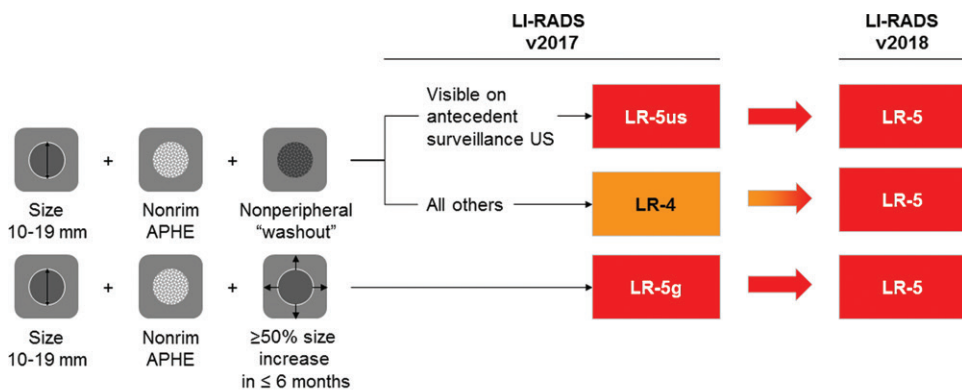 LI-RADS
v2017
LI-RADS
v2018
Visible on
antecedent
surveillance US
LR-5us
LR-5
+
+
Size
10-19 mm
Nonrim
APHE
Nonperipheral
“washout”
All others
LR-4
LR-5
+
+
LR-5g
LR-5
Size
10-19 mm
Nonrim
APHE
≥50% size
increase
in ≤ 6 months